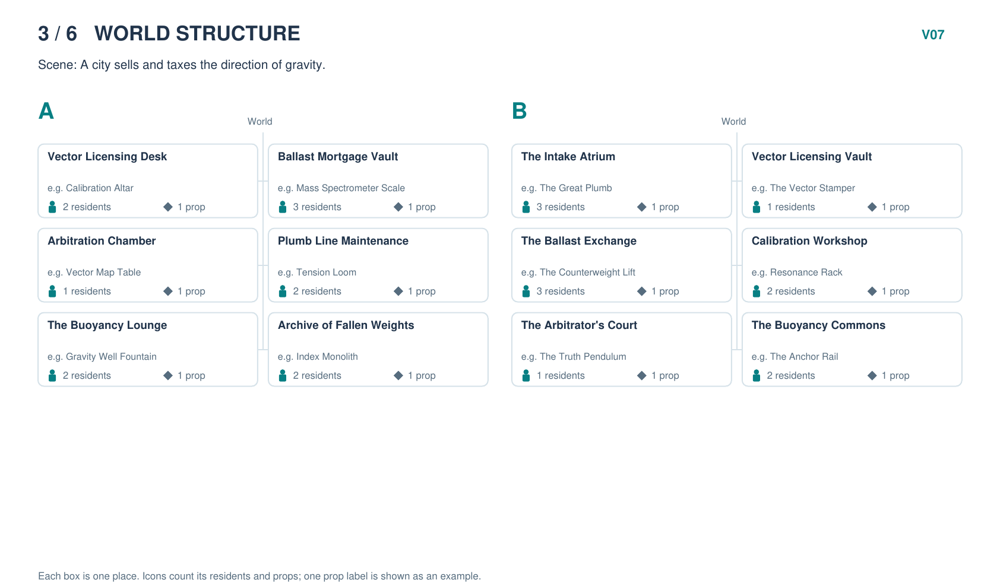 3 / 6 WORLD STRUCTURE
V07
Scene: A city sells and taxes the direction of gravity.
A
World
Vector Licensing Desk
e.g. Calibration Altar
2 residents
1 prop
Ballast Mortgage Vault
e.g. Mass Spectrometer Scale
3 residents
1 prop
Arbitration Chamber
e.g. Vector Map Table
1 residents
1 prop
Plumb Line Maintenance
e.g. Tension Loom
2 residents
1 prop
The Buoyancy Lounge
e.g. Gravity Well Fountain
2 residents
1 prop
Archive of Fallen Weights
e.g. Index Monolith
2 residents
1 prop
B
World
The Intake Atrium
e.g. The Great Plumb
3 residents
1 prop
Vector Licensing Vault
e.g. The Vector Stamper
1 residents
1 prop
The Ballast Exchange
e.g. The Counterweight Lift
3 residents
1 prop
Calibration Workshop
e.g. Resonance Rack
2 residents
1 prop
The Arbitrator's Court
e.g. The Truth Pendulum
1 residents
1 prop
The Buoyancy Commons
e.g. The Anchor Rail
2 residents
1 prop
Each box is one place. Icons count its residents and props; one prop label is shown as an example.